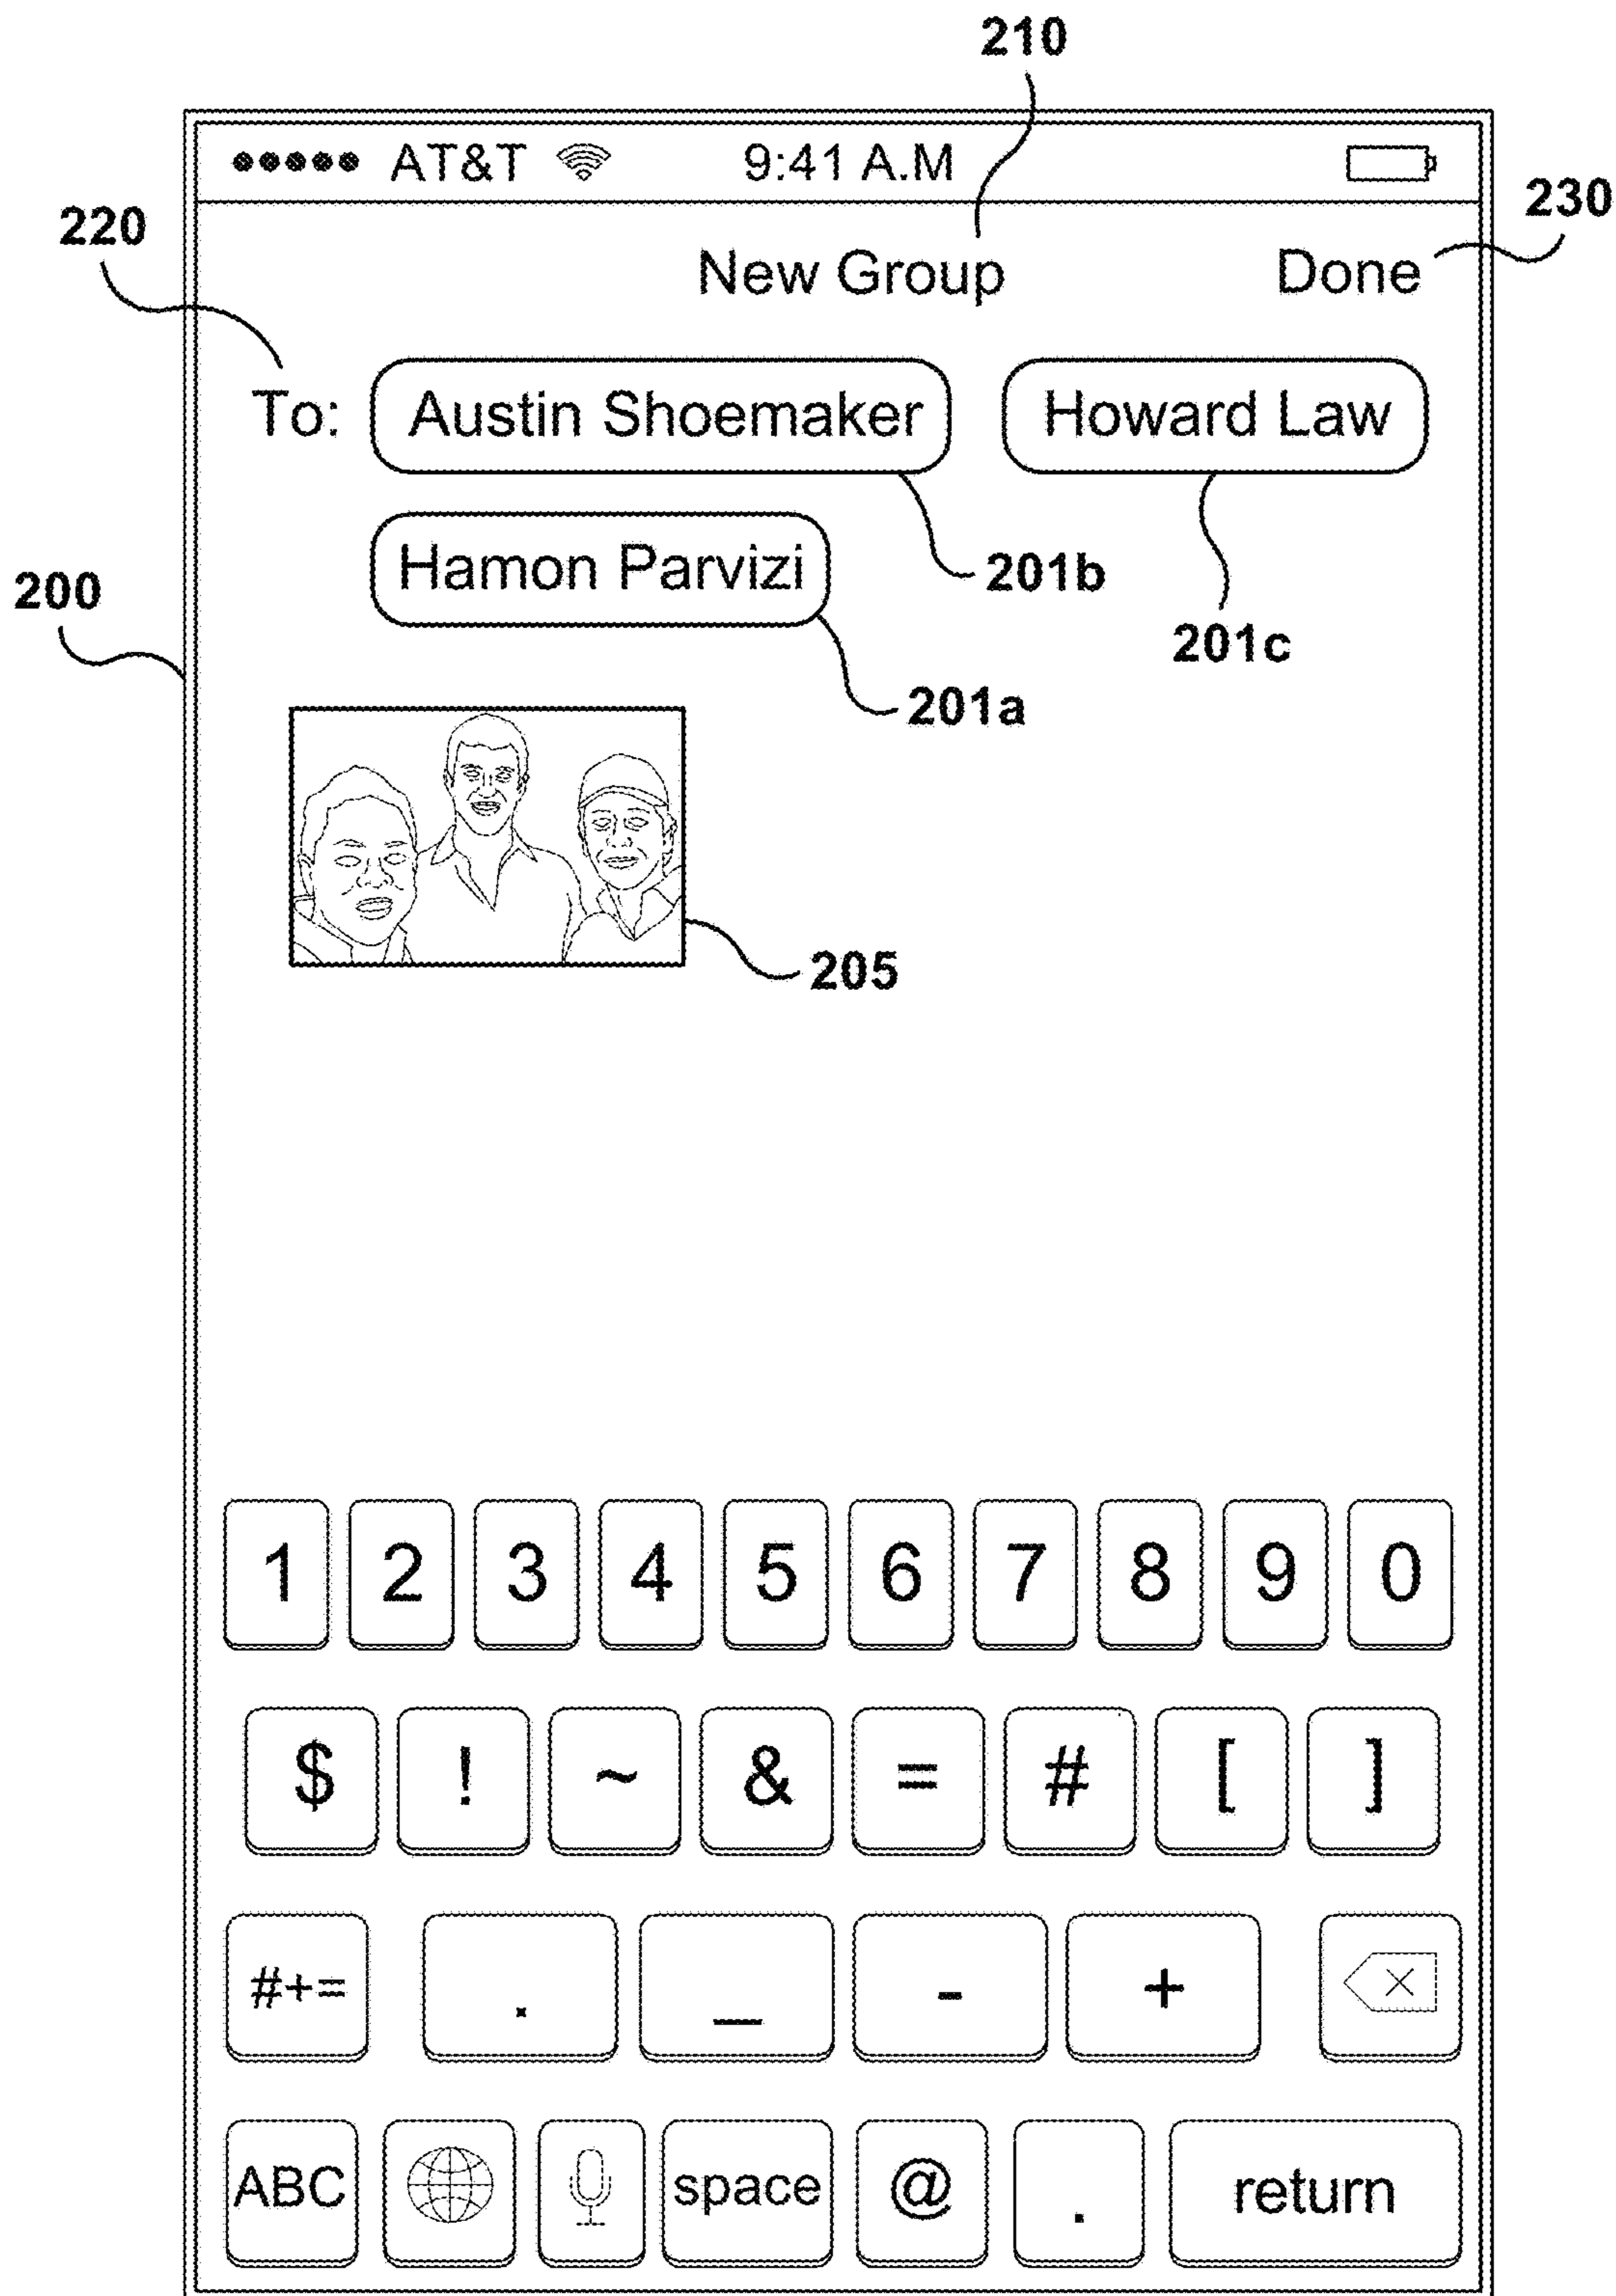 210
AT&T 9:41 A.M
220
230
New Group Done
To: Austin Shoemaker Howard Law
Hamon Parvizi
201b
200
201c
201a
205
1 2 3 4 5 6 7 8 9 0
$ ! ~ & = # [ ]
#+= . _ - +
ABC space @ . return